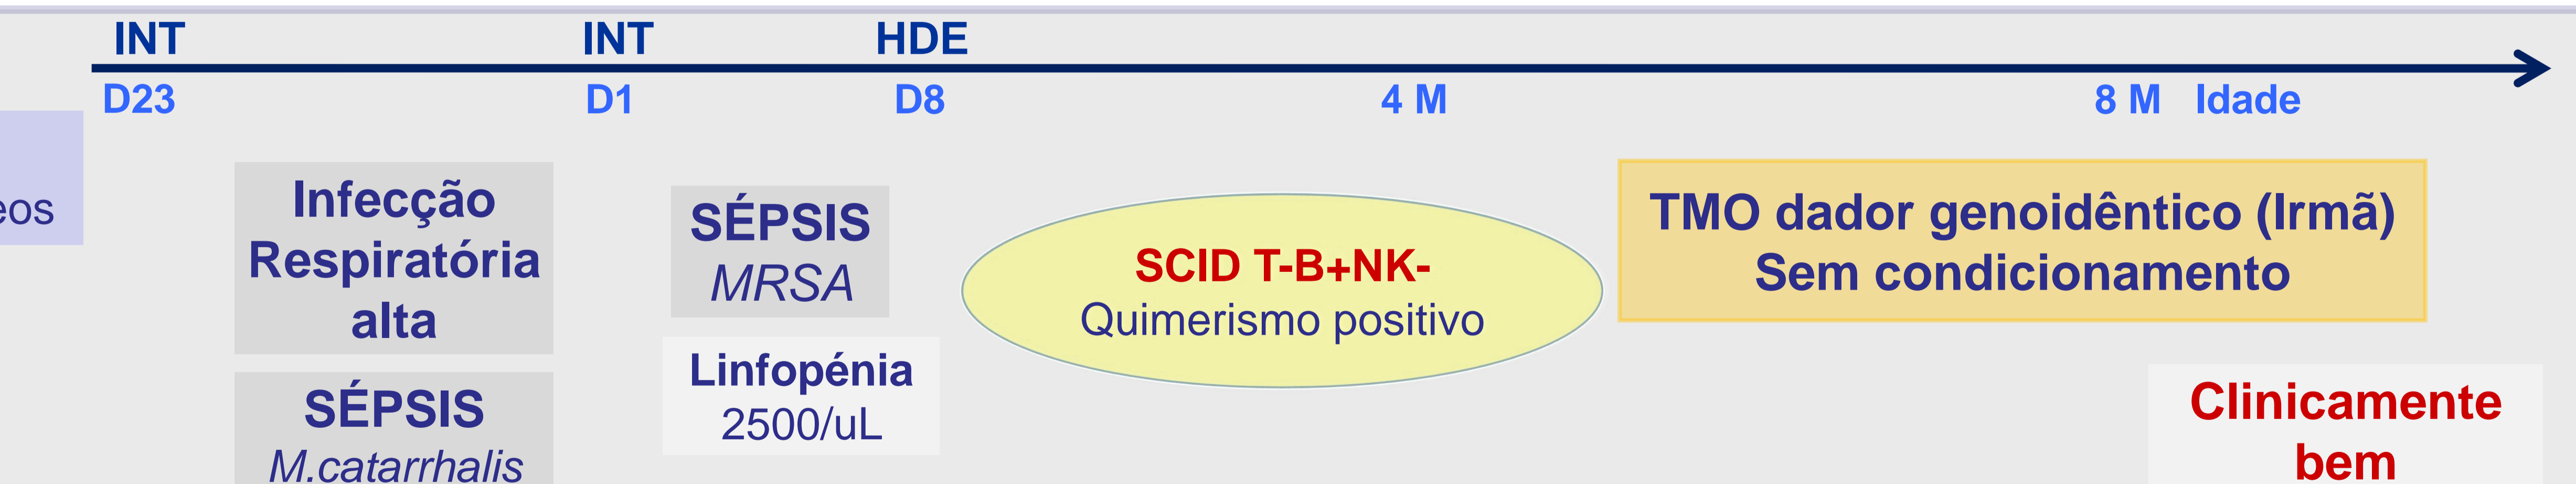 INT INT HDE
D23 D1 D8 4 M 8 M Idade
Infecção
Respiratória
alta
SÉPSIS
M.catarrhalis
SÉPSIS
MRSA
Linfopénia
2500/uL
SCID T-B+NK-
Quimerismo positivo
TMO dador genoidêntico (Irmã)
Sem condicionamento
Clinicamente
bem